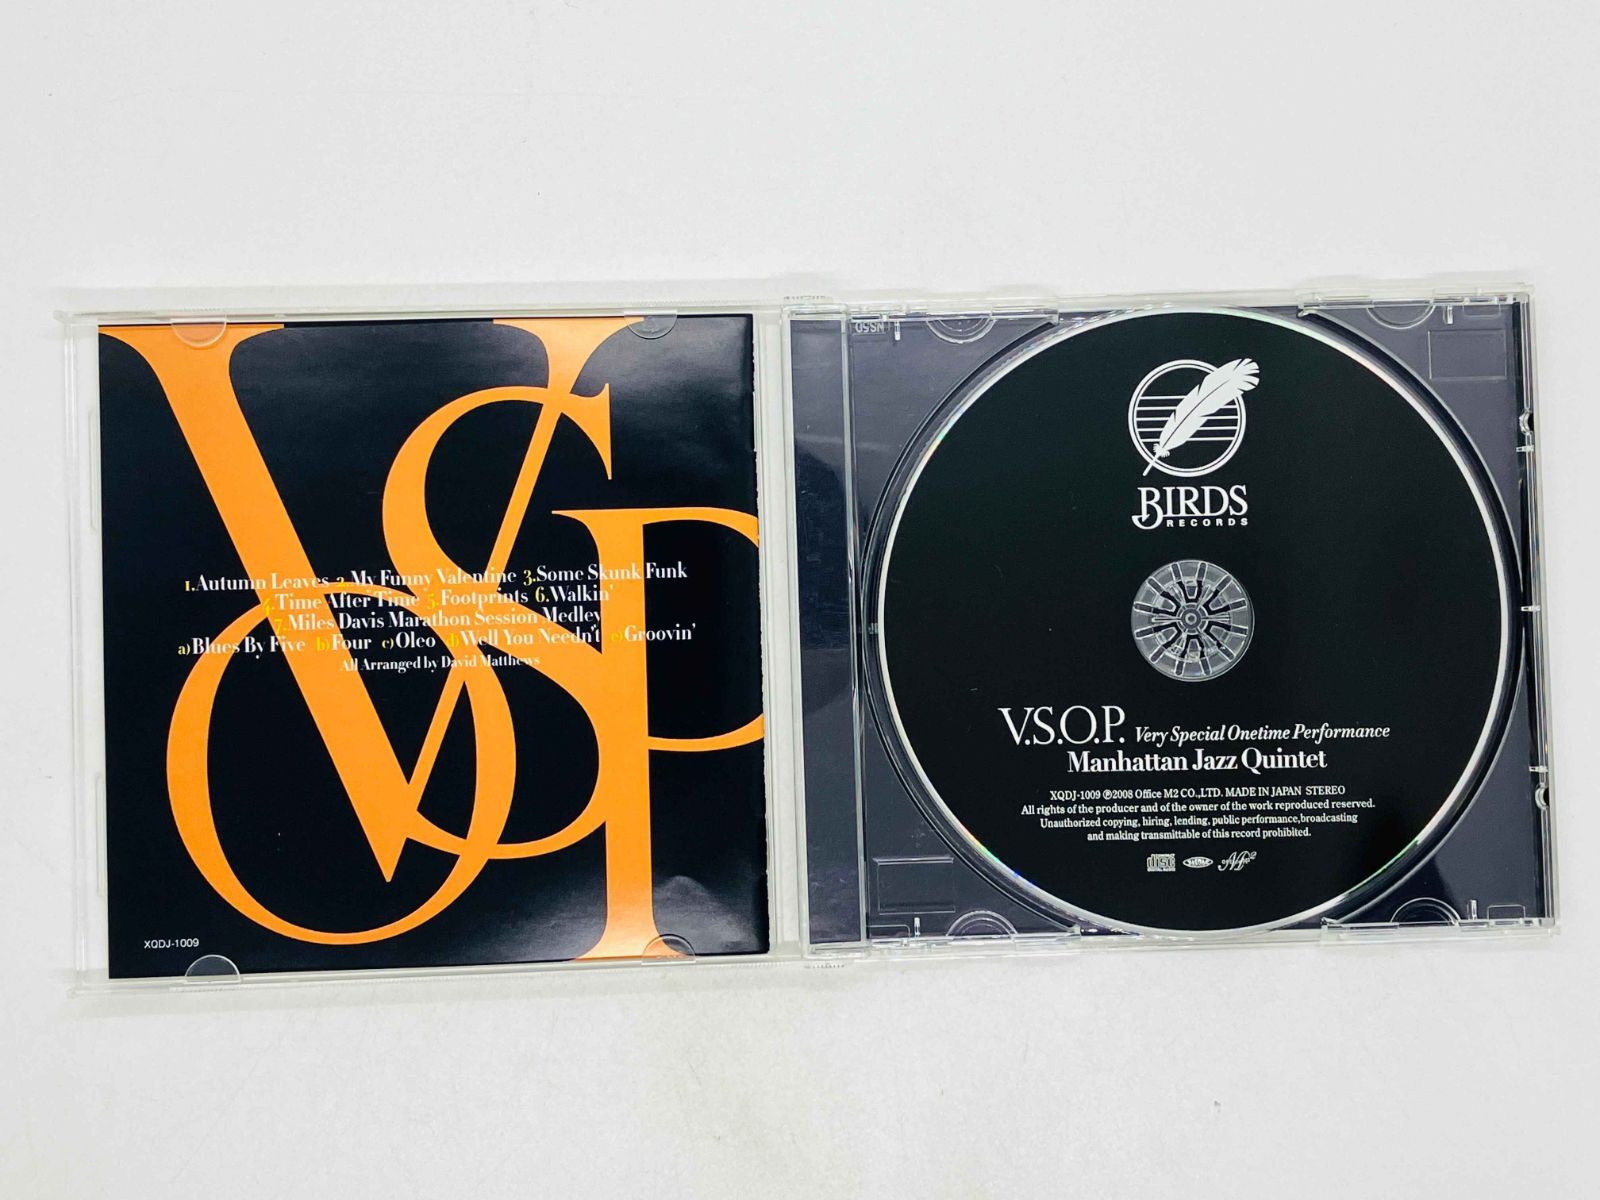 VSOP
1.Autumn Leaves 2.My Funny Valentine 3.Some Skunk Funk
4.Time After Time 5.Footprints 6.Walkin'
7.Miles Davis Marathon Session Medley
a)Blues By Five b)Four c)Oleo d)Well You Needn't e)Groovin'
All Arranged by David Matthews
XQDJ-1009
BIRDS
RECORDS
V.S.O.P. Very Special Onetime Performance
Manhattan Jazz Quintet
XQDJ-1009 ℗2008 Office M2 CO.,LTD. MADE IN JAPAN STEREO
All rights of the producer and of the owner of the work reproduced reserved.
Unauthorized copying, hiring, lending, public performance,broadcasting
and making transmittable of this record prohibited.